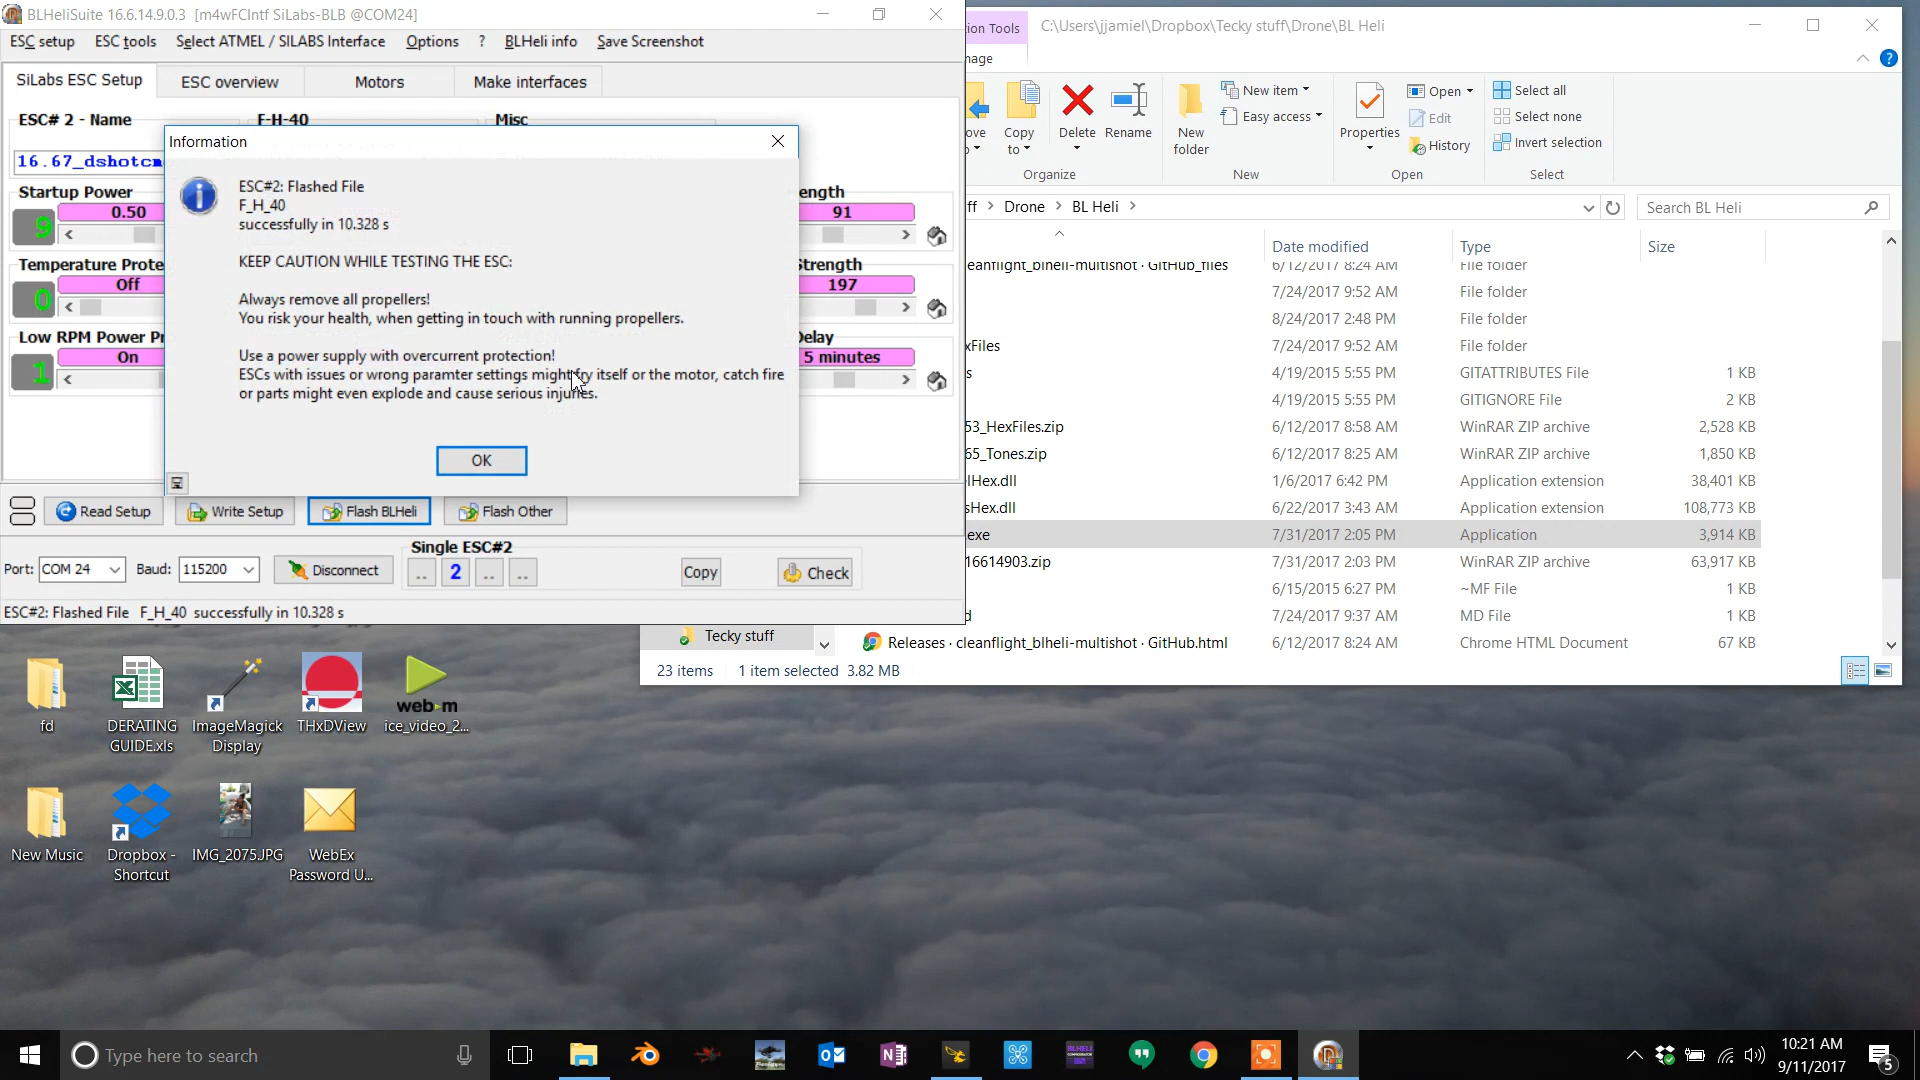 BLHeliSuite 16.6.14.9.0.3 [m4wFCIntf SiLabs-BLB @COM24]
ESC setup ESC tools Select ATMEL / SILABS Interface Options ? BLHeli info Save Screenshot
SiLabs ESC Setup ESC overview Motors Make interfaces
ESC# 2 - Name F-H-40 Misc
16.67_dshotcm
Startup Power
0.50
9
Temperature Prote
Off
0
Low RPM Power Pr
On
1
ength
91
Strength
197
Delay
5 minutes
Information
ESC#2: Flashed File
F_H_40
successfully in 10.328 s
KEEP CAUTION WHILE TESTING THE ESC:
Always remove all propellers!
You risk your health, when getting in touch with running propellers.
Use a power supply with overcurrent protection!
ESCs with issues or wrong paramter settings might fry itself or the motor, catch fire
or parts might even explode and cause serious injuries.
OK
Read Setup Write Setup Flash BLHeli Flash Other
Single ESC#2
Port: COM 24 Baud: 115200 Disconnect .. 2 .. .. Copy Check
ESC#2: Flashed File F_H_40 successfully in 10.328 s
ion Tools C:\Users\jjamiel\Dropbox\Tecky stuff\Drone\BL Heli
nage
ove
to
Copy
to
Delete
Rename
New
folder
New item
Easy access
Properties
Open
Edit
History
Select all
Select none
Invert selection
Organize New Open Select
ff > Drone > BL Heli > Search BL Heli
Date modified Type Size
eanflight_blheli-multishot · GitHub_files 6/12/2017 8:24 AM File folder
7/24/2017 9:52 AM File folder
8/24/2017 2:48 PM File folder
xFiles 7/24/2017 9:52 AM File folder
s 4/19/2015 5:55 PM GITATTRIBUTES File 1 KB
4/19/2015 5:55 PM GITIGNORE File 2 KB
53_HexFiles.zip 6/12/2017 8:58 AM WinRAR ZIP archive 2,528 KB
65_Tones.zip 6/12/2017 8:25 AM WinRAR ZIP archive 1,850 KB
lHex.dll 1/6/2017 6:42 PM Application extension 38,401 KB
sHex.dll 6/22/2017 3:43 AM Application extension 108,773 KB
exe 7/31/2017 2:05 PM Application 3,914 KB
16614903.zip 7/31/2017 2:03 PM WinRAR ZIP archive 63,917 KB
6/15/2015 6:27 PM ~MF File 1 KB
d 7/24/2017 9:37 AM MD File 1 KB
Tecky stuff Releases · cleanflight_blheli-multishot · GitHub.html 6/12/2017 8:24 AM Chrome HTML Document 67 KB
23 items 1 item selected 3.82 MB
fd
DERATING
GUIDE.xls
ImageMagick
Display
THxDView
web-m
ice_video_2...
New Music
Dropbox -
Shortcut
IMG_2075.JPG
WebEx
Password U...
Type here to search
10:21 AM
9/11/2017
5